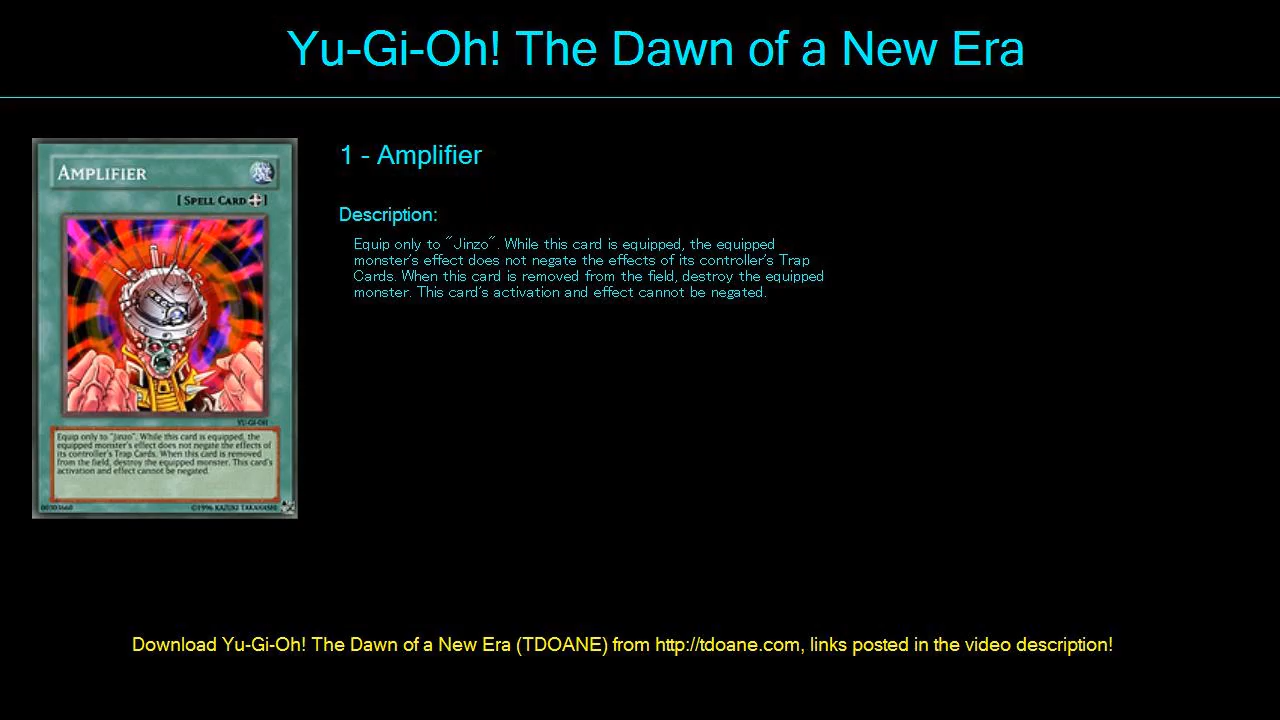 Yu-Gi-Oh! The Dawn of a New Era
AMPLIFIER
[ SPELL CARD ]
YU-GI-OH
Equip only to "Jinzo". While this card is equipped, the
equipped monster's effect does not negate the effects of
its controller's Trap Cards. When this card is removed
from the field, destroy the equipped monster. This card's
activation and effect cannot be negated.
00303660
©1996 KAZUKI TAKAHASHI
1 - Amplifier
Description:
Equip only to "Jinzo". While this card is equipped, the equipped
monster's effect does not negate the effects of its controller's Trap
Cards. When this card is removed from the field, destroy the equipped
monster. This card's activation and effect cannot be negated.
Download Yu-Gi-Oh! The Dawn of a New Era (TDOANE) from http://tdoane.com, links posted in the video description!